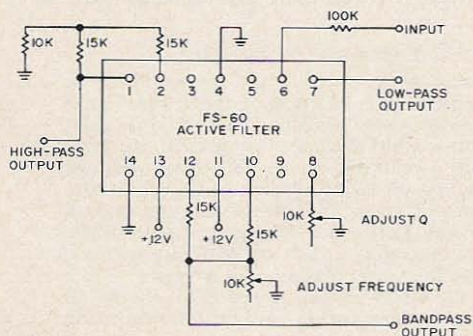 100K
INPUT
10K
15K
15K
1 2 3 4 5 6 7
LOW-PASS
OUTPUT
FS-60
ACTIVE FILTER
HIGH-PASS
OUTPUT
14 13 12 11 10 9 8
15K
+12V
+12V
15K
10K
ADJUST Q
10K
ADJUST FREQUENCY
BANDPASS
OUTPUT